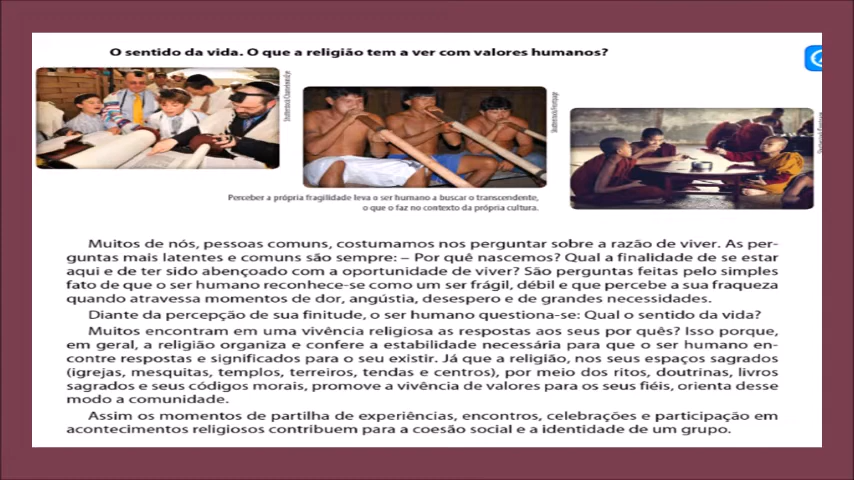 O sentido da vida. O que a religião tem a ver com valores humanos?
Perceber a própria fragilidade leva o ser humano a buscar o transcendente,
o que o faz no contexto da própria cultura.
Muitos de nós, pessoas comuns, costumamos nos perguntar sobre a razão de viver. As per-
guntas mais latentes e comuns são sempre: – Por quê nascemos? Qual a finalidade de se estar
aqui e de ter sido abençoado com a oportunidade de viver? São perguntas feitas pelo simples
fato de que o ser humano reconhece-se como um ser frágil, débil e que percebe a sua fraqueza
quando atravessa momentos de dor, angústia, desespero e de grandes necessidades.
Diante da percepção de sua finitude, o ser humano questiona-se: Qual o sentido da vida?
Muitos encontram em uma vivência religiosa as respostas aos seus por quês? Isso porque,
em geral, a religião organiza e confere a estabilidade necessária para que o ser humano en-
contre respostas e significados para o seu existir. Já que a religião, nos seus espaços sagrados
(igrejas, mesquitas, templos, terreiros, tendas e centros), por meio dos ritos, doutrinas, livros
sagrados e seus códigos morais, promove a vivência de valores para os seus fiéis, orienta desse
modo a comunidade.
Assim os momentos de partilha de experiências, encontros, celebrações e participação em
acontecimentos religiosos contribuem para a coesão social e a identidade de um grupo.